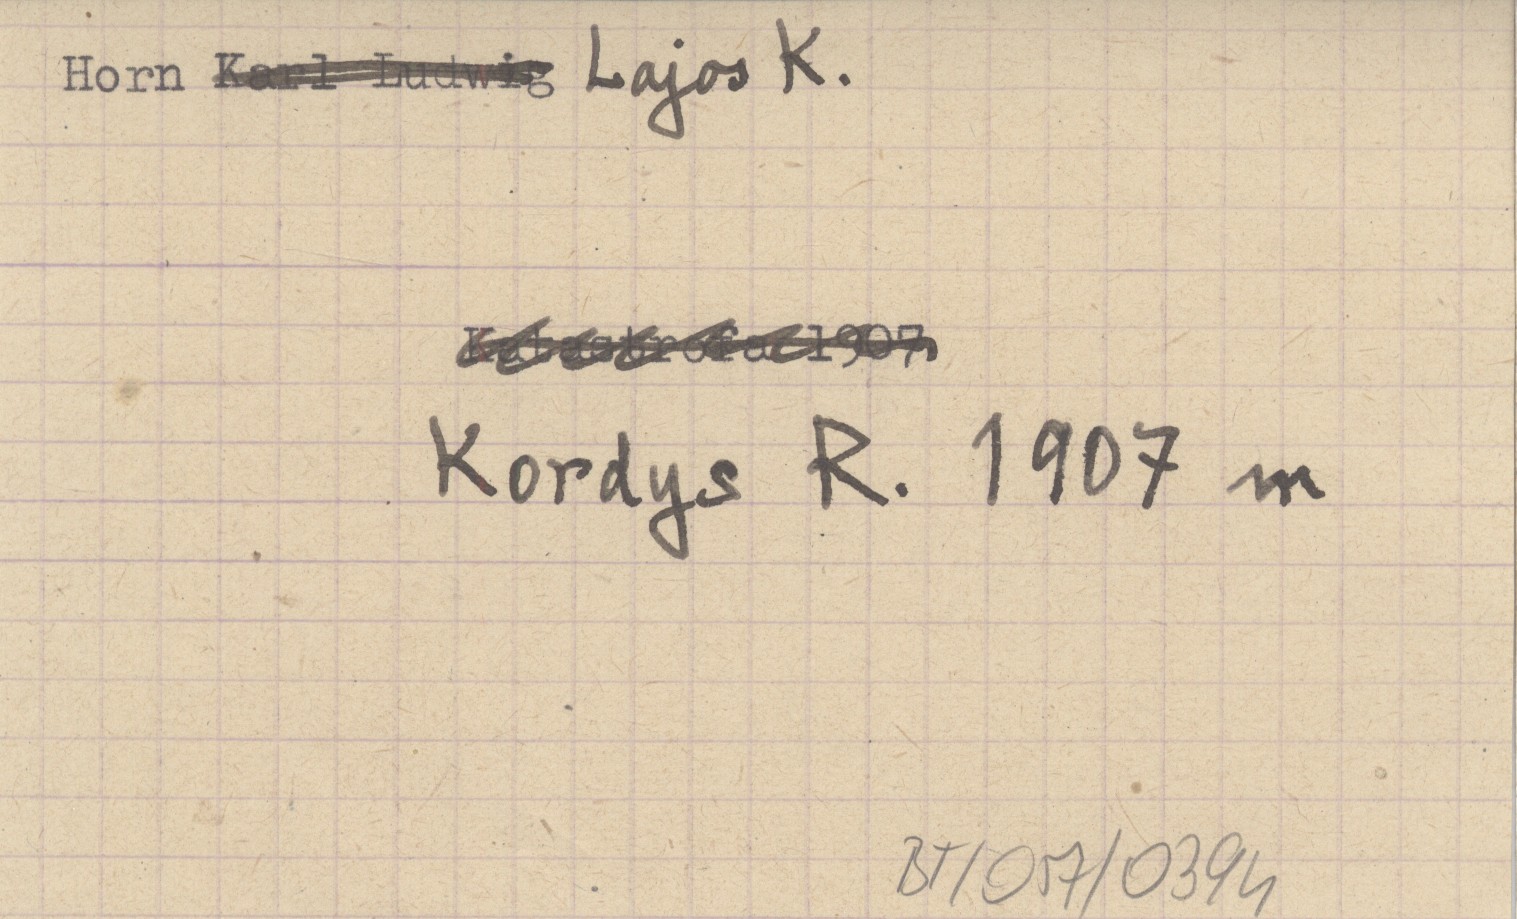 Horn Karl Ludwig Lajos K.
Katastrofa 1907
Kordys R. 1907 m
BT/057/0394